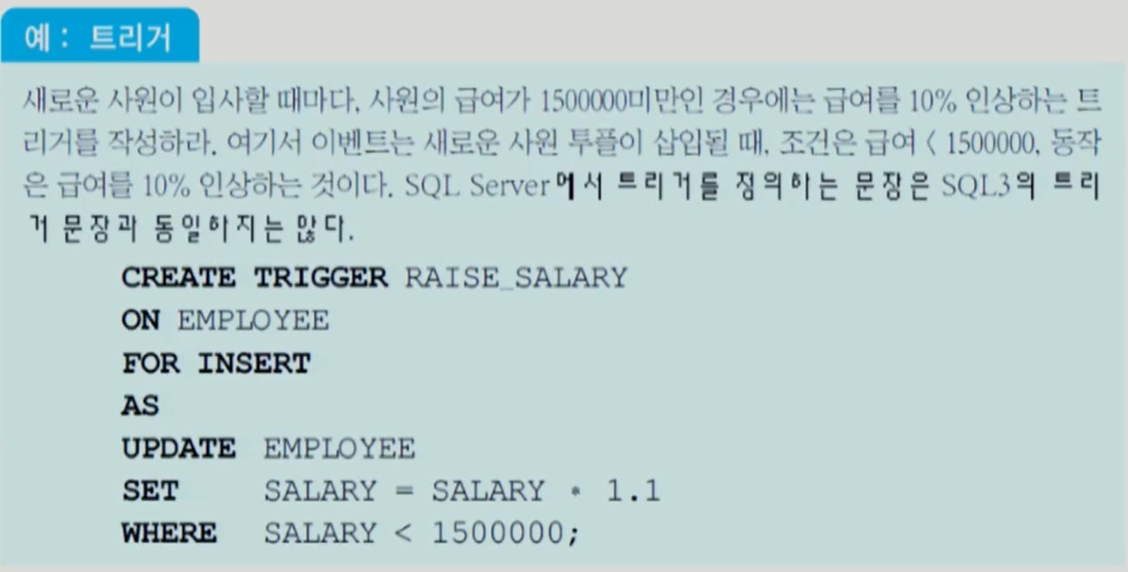 예: 트리거
새로운 사원이 입사할 때마다, 사원의 급여가 1500000미만인 경우에는 급여를 10% 인상하는 트
리거를 작성하라. 여기서 이벤트는 새로운 사원 투플이 삽입될 때, 조건은 급여 < 1500000, 동작
은 급여를 10% 인상하는 것이다. SQL Server에서 트리거를 정의하는 문장은 SQL3의 트리
거 문장과 동일하지는 않다.
CREATE TRIGGER RAISE_SALARY
ON EMPLOYEE
FOR INSERT
AS
UPDATE EMPLOYEE
SET SALARY = SALARY * 1.1
WHERE SALARY < 1500000;